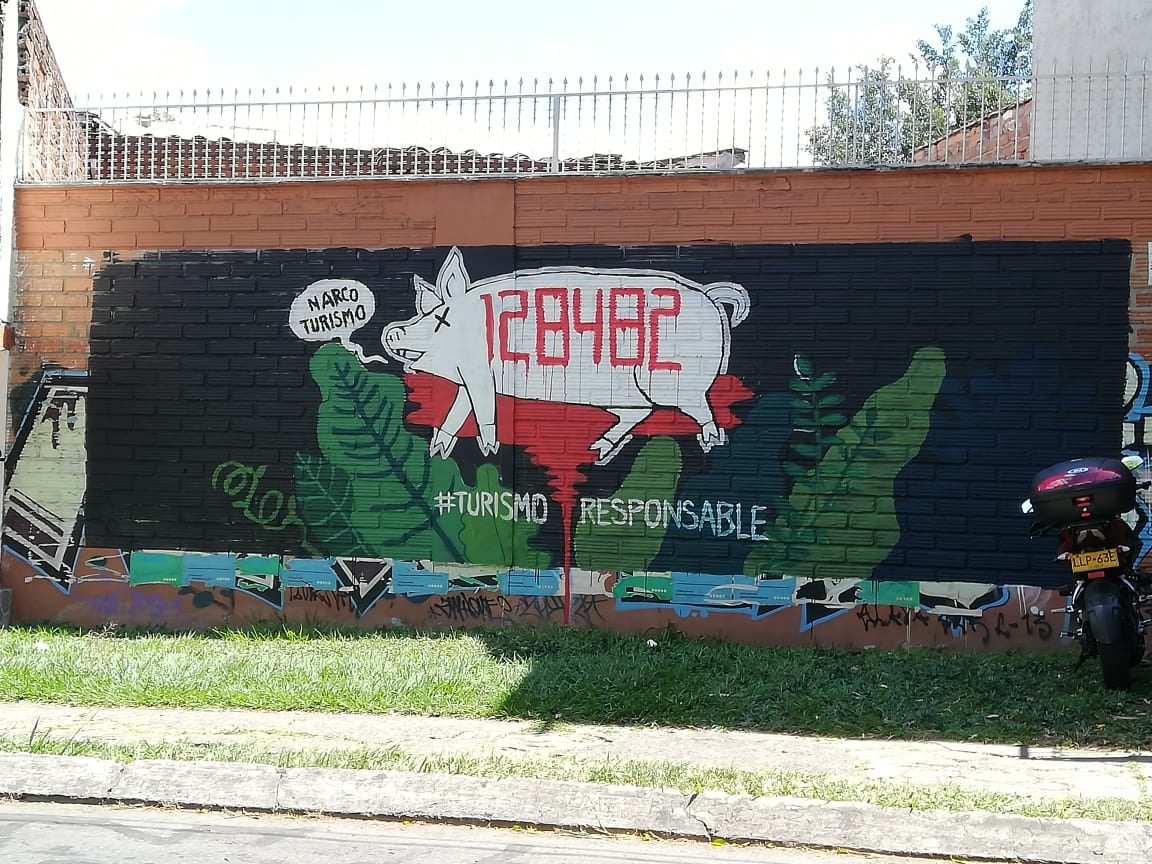 NARCO
TURISMO
128482
#TURISMO RESPONSABLE
LLP-63E